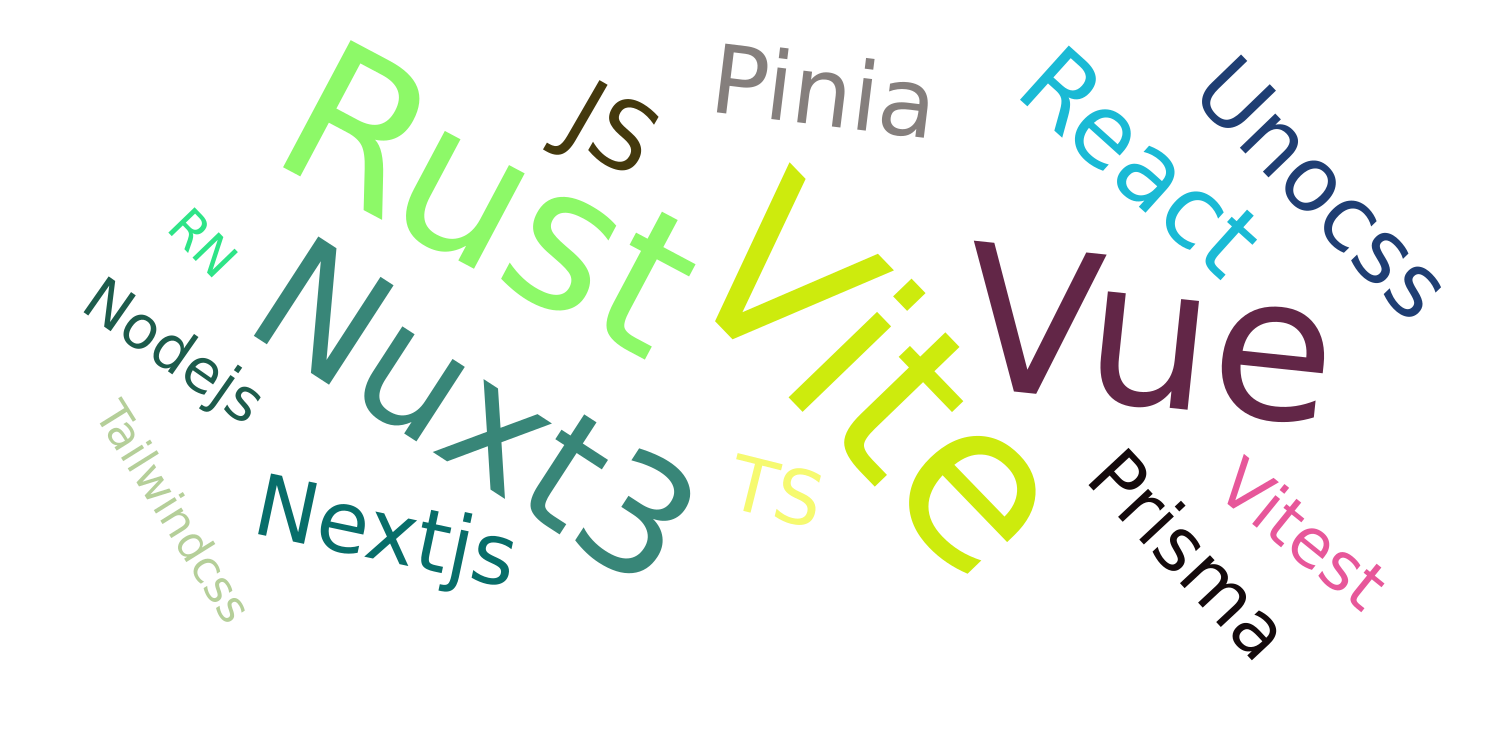 Rust
JS
Pinia
React
Unocss
RN
Nodejs
Nuxt3
Vite
Vue
Tailwindcss
Nextjs
TS
Prisma
Vitest